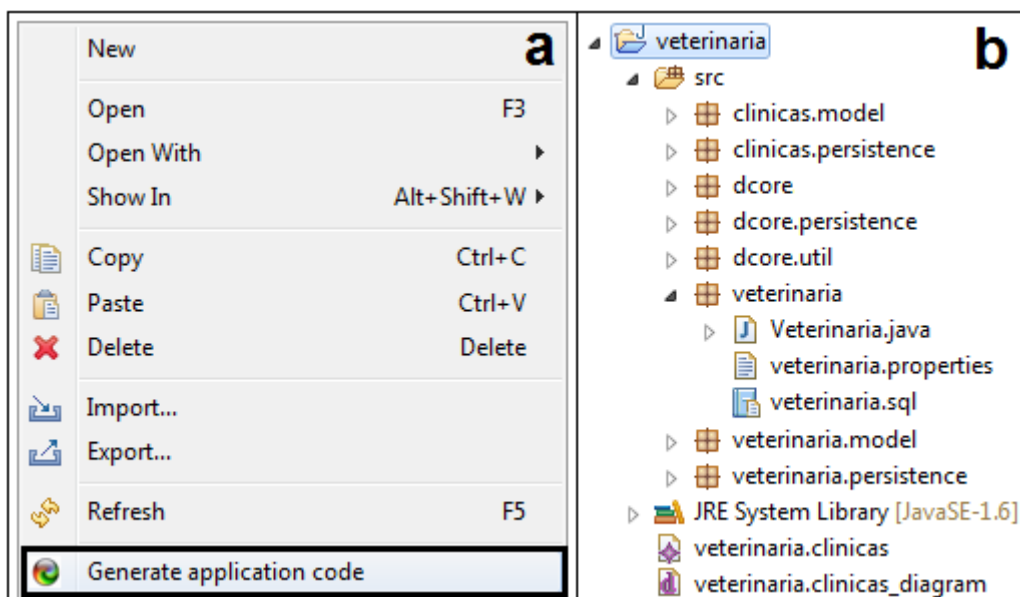 a
New
Open F3
Open With
Show In Alt+Shift+W
Copy Ctrl+C
Paste Ctrl+V
Delete Delete
Import...
Export...
Refresh F5
Generate application code
b
veterinaria
src
clinicas.model
clinicas.persistence
dcore
dcore.persistence
dcore.util
veterinaria
Veterinaria.java
veterinaria.properties
veterinaria.sql
veterinaria.model
veterinaria.persistence
JRE System Library [JavaSE-1.6]
veterinaria.clinicas
veterinaria.clinicas_diagram